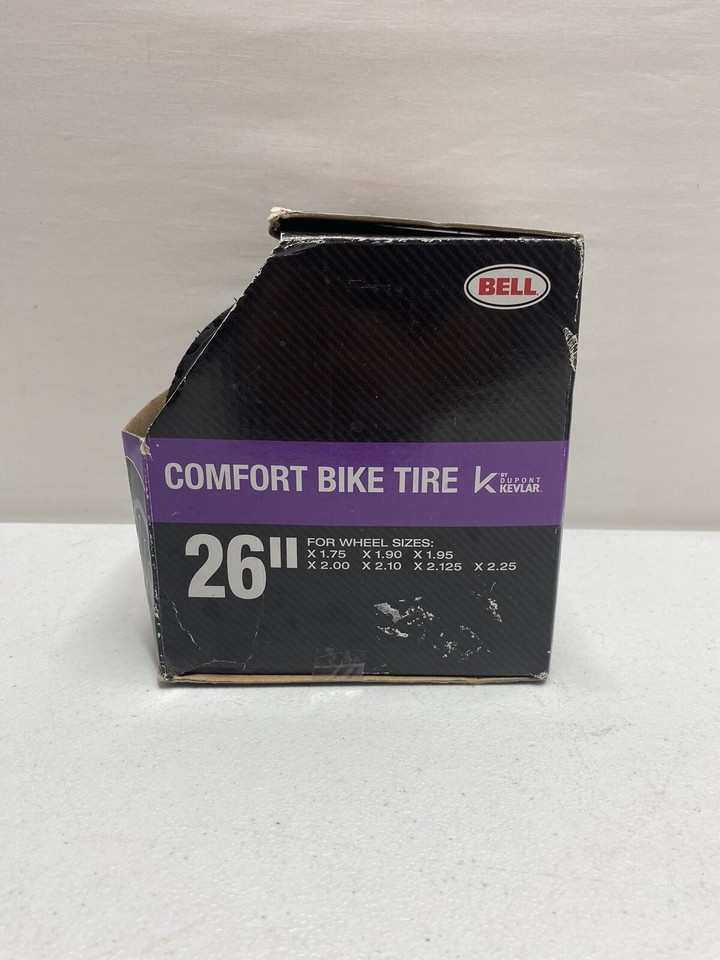 BELL
COMFORT BIKE TIRE
K BY DUPONT KEVLAR
26"
FOR WHEEL SIZES:
X 1.75 X 1.90 X 1.95
X 2.00 X 2.10 X 2.125 X 2.25